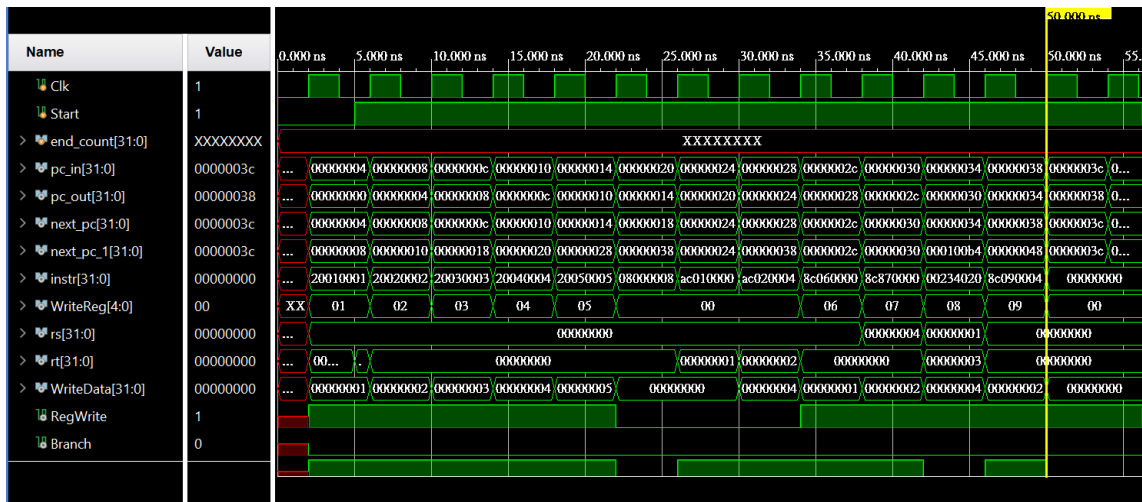 50.000 ns
Name Value
0.000 ns 5.000 ns 10.000 ns 15.000 ns 20.000 ns 25.000 ns 30.000 ns 35.000 ns 40.000 ns 45.000 ns 50.000 ns 55.
Clk 1
Start 1
end_count[31:0] XXXXXXXX XXXXXXXX
pc_in[31:0] 0000003c ... 00000004 00000008 0000000c 00000010 00000014 00000020 00000024 00000028 0000002c 00000030 00000034 00000038 0000003c 0...
pc_out[31:0] 00000038 ... 00000000 00000004 00000008 0000000c 00000010 00000014 00000020 00000024 00000028 0000002c 00000030 00000034 00000038 0...
next_pc[31:0] 0000003c ... 00000004 00000008 0000000c 00000010 00000014 00000018 00000024 00000028 0000002c 00000030 00000034 00000038 0000003c 0...
next_pc_1[31:0] 0000003c ... 00000008 00000010 00000018 00000020 00000028 00000038 00000024 00000038 0000002c 00000030 000100b4 00000048 0000003c 0...
instr[31:0] 00000000 ... 20010001 20020002 20030003 20040004 20050005 08000008 ac010000 ac020004 8c060000 8c870000 00234020 8c090004 00000000
WriteReg[4:0] 00 XX 01 02 03 04 05 00 06 07 08 09 00
rs[31:0] 00000000 ... 00000000 00000004 00000001 00000000
rt[31:0] 00000000 ... 00... . 00000000 00000001 00000002 00000000 00000003 00000000
WriteData[31:0] 00000000 ... 00000001 00000002 00000003 00000004 00000005 00000000 00000004 00000001 00000002 00000004 00000002 00000000
RegWrite 1
Branch 0